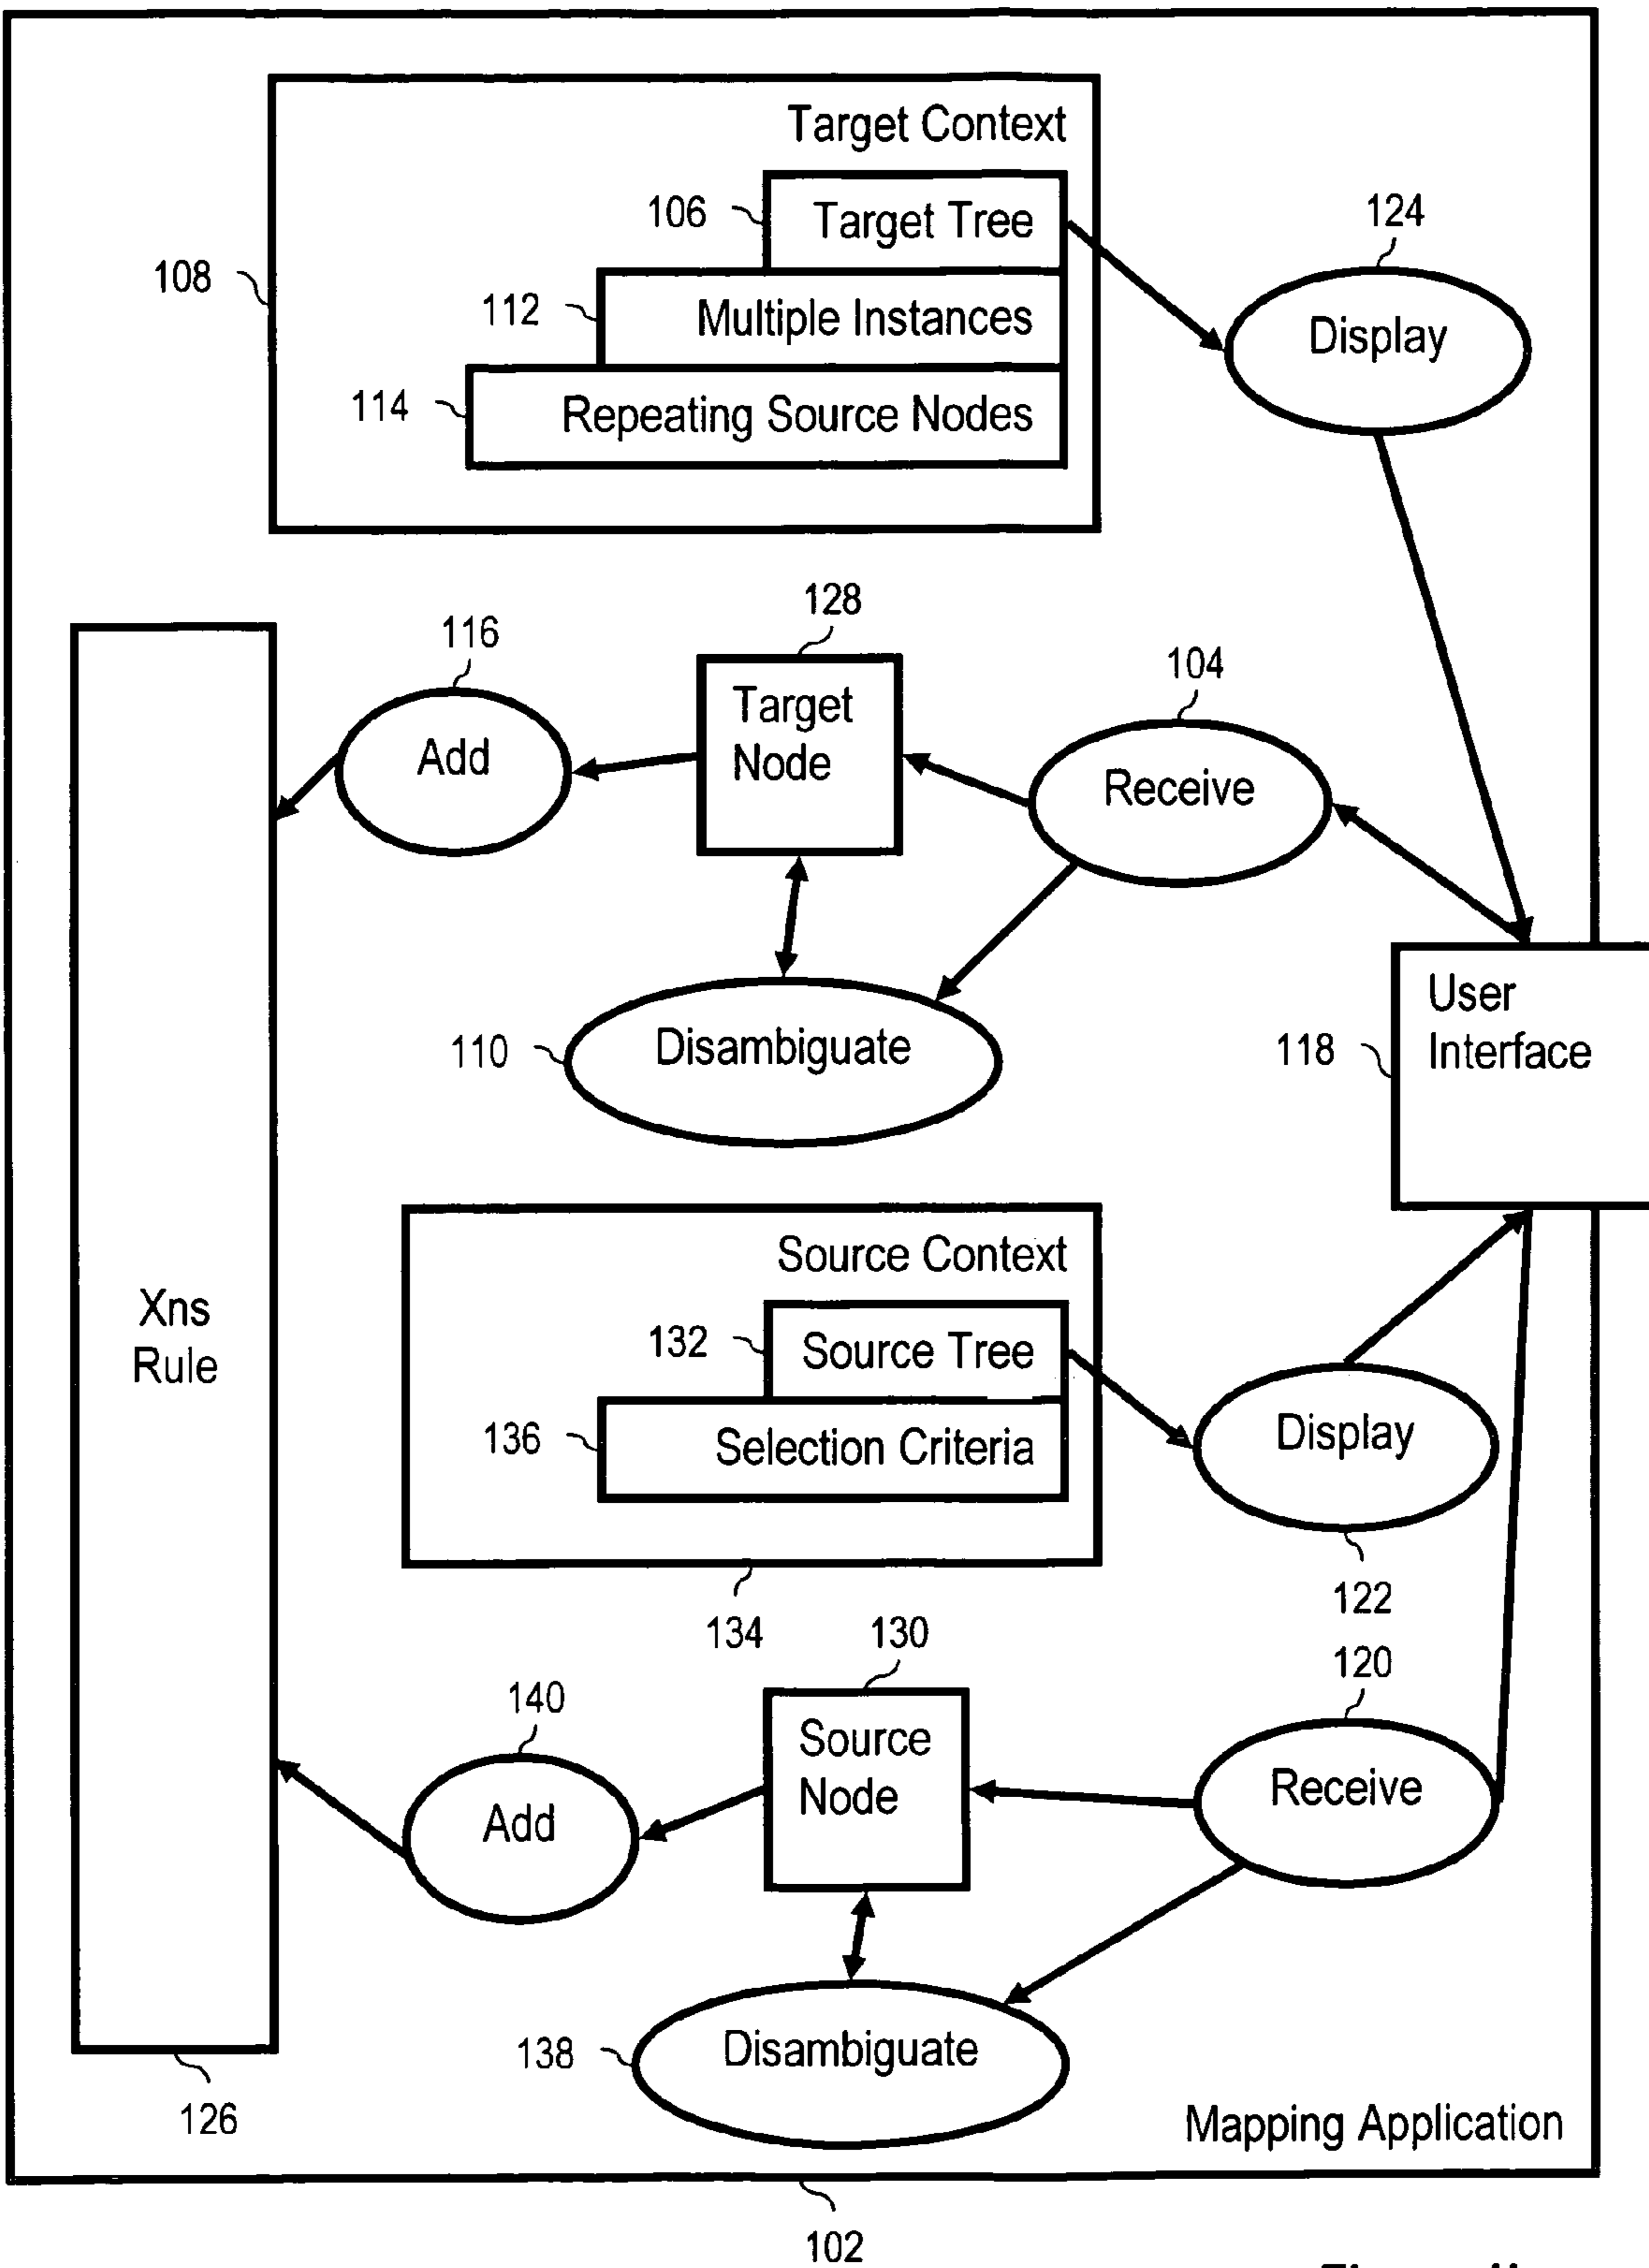 Target Context
106
Target Tree
124
108
112
Multiple Instances
Display
114
Repeating Source Nodes
128
116
104
Target
Node
Add
Receive
User
Interface
110
Disambiguate
118
Source Context
Xns
Rule
132
Source Tree
136
Selection Criteria
Display
122
134
130
120
140
Source
Node
Add
Receive
138
Disambiguate
126
Mapping Application
102